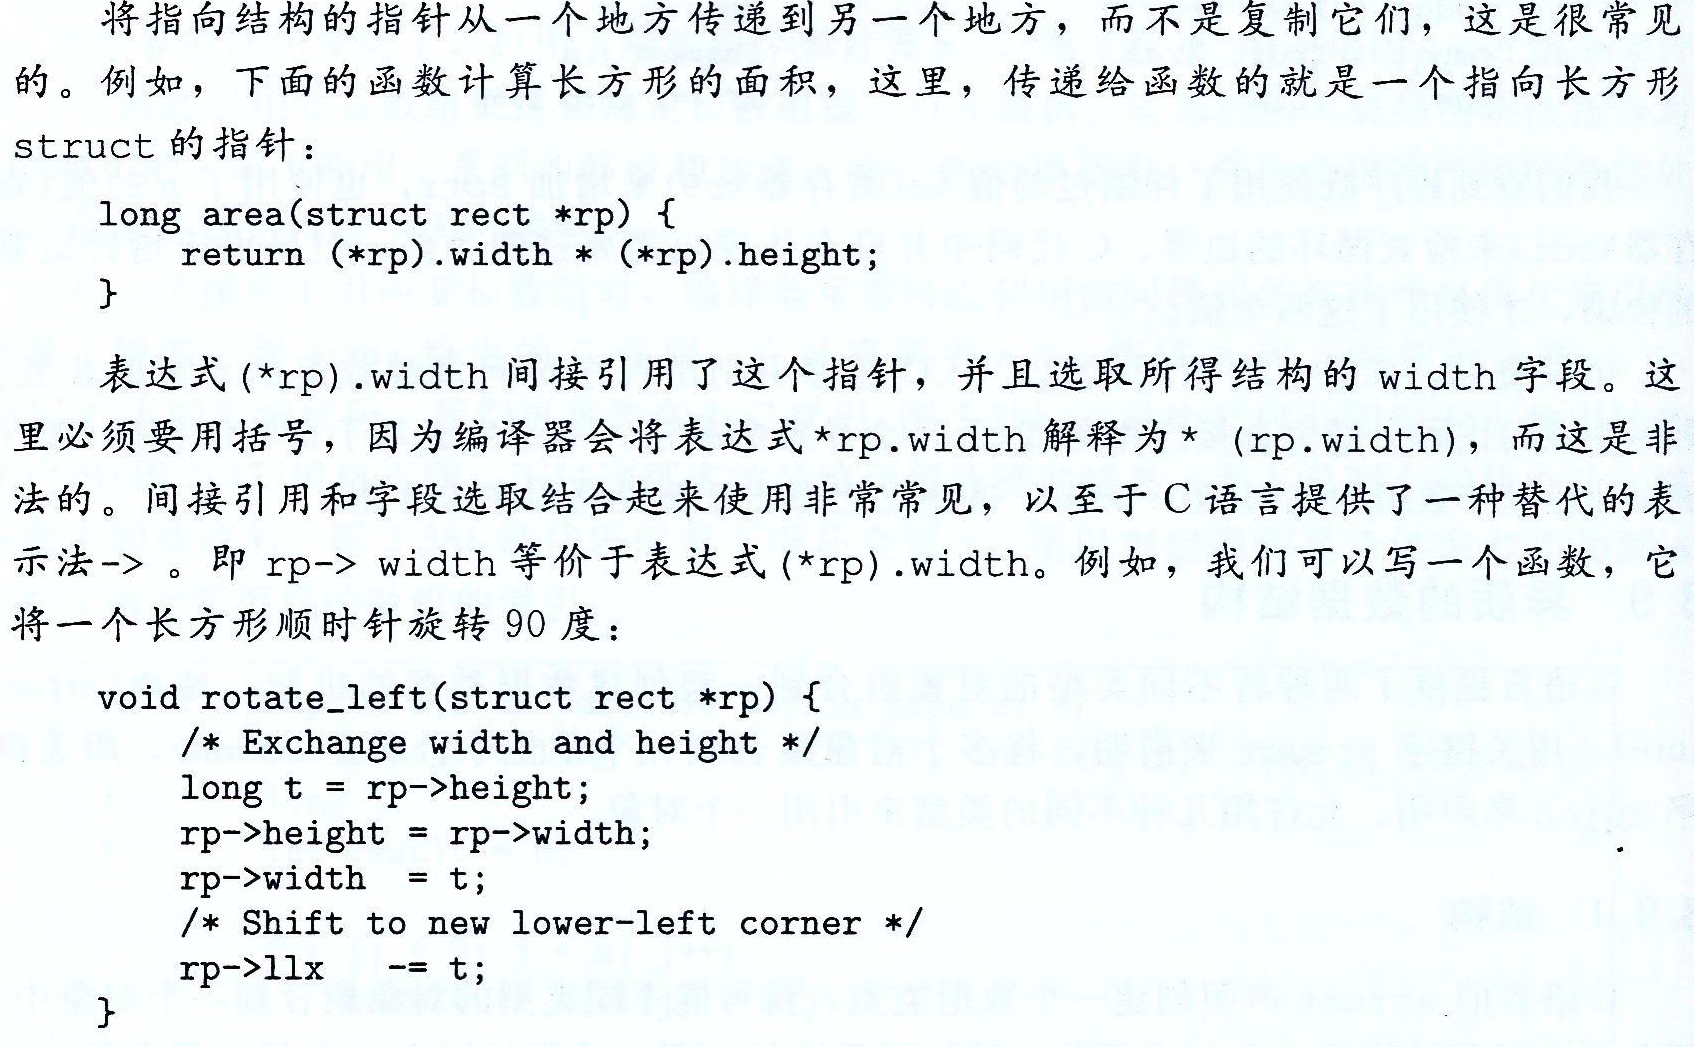 将指向结构的指针从一个地方传递到另一个地方，而不是复制它们，这是很常见
的。例如，下面的函数计算长方形的面积，这里，传递给函数的就是一个指向长方形
struct 的指针：
long area(struct rect *rp) {
    return (*rp).width * (*rp).height;
}
表达式(*rp).width 间接引用了这个指针，并且选取所得结构的 width 字段。这
里必须要用括号，因为编译器会将表达式*rp.width 解释为* (rp.width)，而这是非
法的。间接引用和字段选取结合起来使用非常常见，以至于 C 语言提供了一种替代的表
示法-> 。即 rp-> width 等价于表达式(*rp).width。例如，我们可以写一个函数，它
将一个长方形顺时针旋转 90 度：
void rotate_left(struct rect *rp) {
    /* Exchange width and height */
    long t = rp->height;
    rp->height = rp->width;
    rp->width  = t;
    /* Shift to new lower-left corner */
    rp->llx   -= t;
}